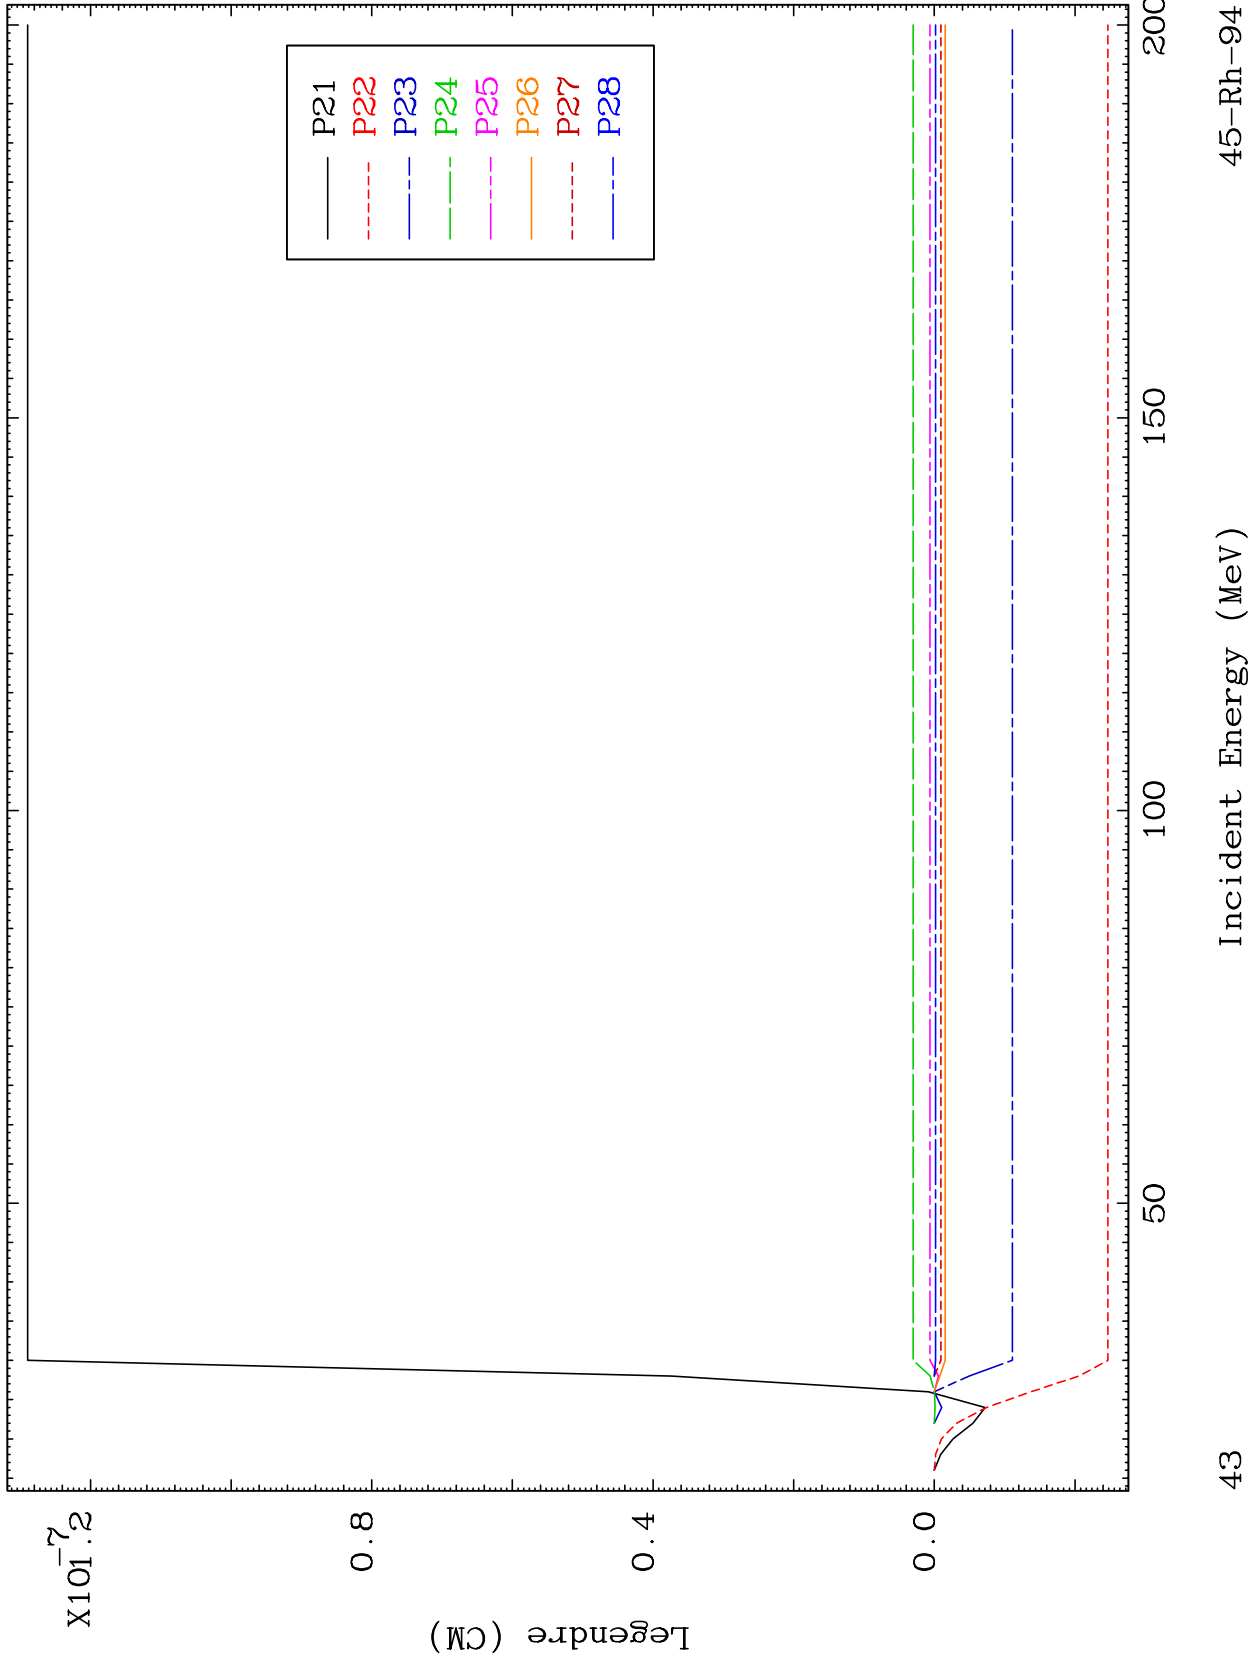 X10-7
1.2
0.8
0.4
0.0
Legendre (CM)
P21
P22
P23
P24
P25
P26
P27
P28
50
100
150
200
43
Incident Energy (MeV)
45-Rh-94